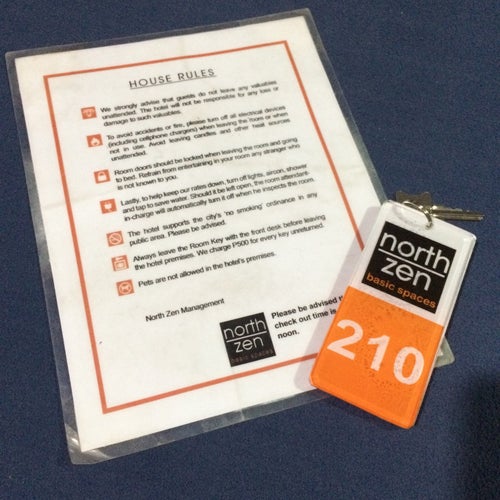 HOUSE RULES
We strongly advise that guests do not leave any valuables
unattended. The hotel will not be responsible for any loss or
damage to such valuables.
To avoid accidents or fire, please turn off all electrical devices
(including cellphone chargers) when leaving the room or when
not in use. Avoid leaving candles and other heat sources
unattended.
Room doors should be locked when leaving the room and going
to bed. Refrain from entertaining in your room any stranger who
is not known to you.
Lastly, to help keep our rates down, turn off lights, aircon, shower
and tap to save water. Should it be left open, the room attendant-
in-charge will automatically turn it off when he inspects the room.
The hotel supports the city's 'no smoking' ordinance in any
public area. Please be advised.
Always leave the Room Key with the front desk before leaving
the hotel premises. We charge P500 for every key unreturned.
Pets are not allowed in the hotel's premises.
North Zen Management
north
zen
basic spaces
Please be advised
check out time is
noon.
north
zen
basic spaces
210